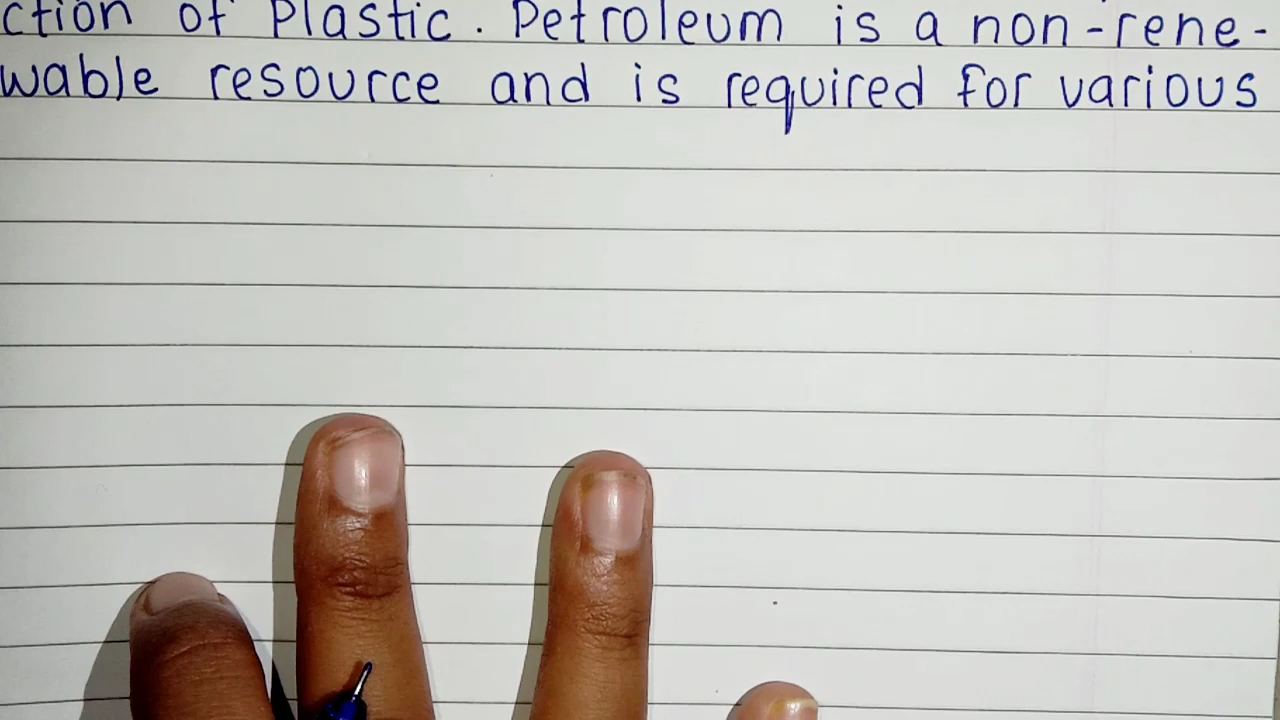 ction of Plastic. Petroleum is a non-rene-
wable resource and is required for various